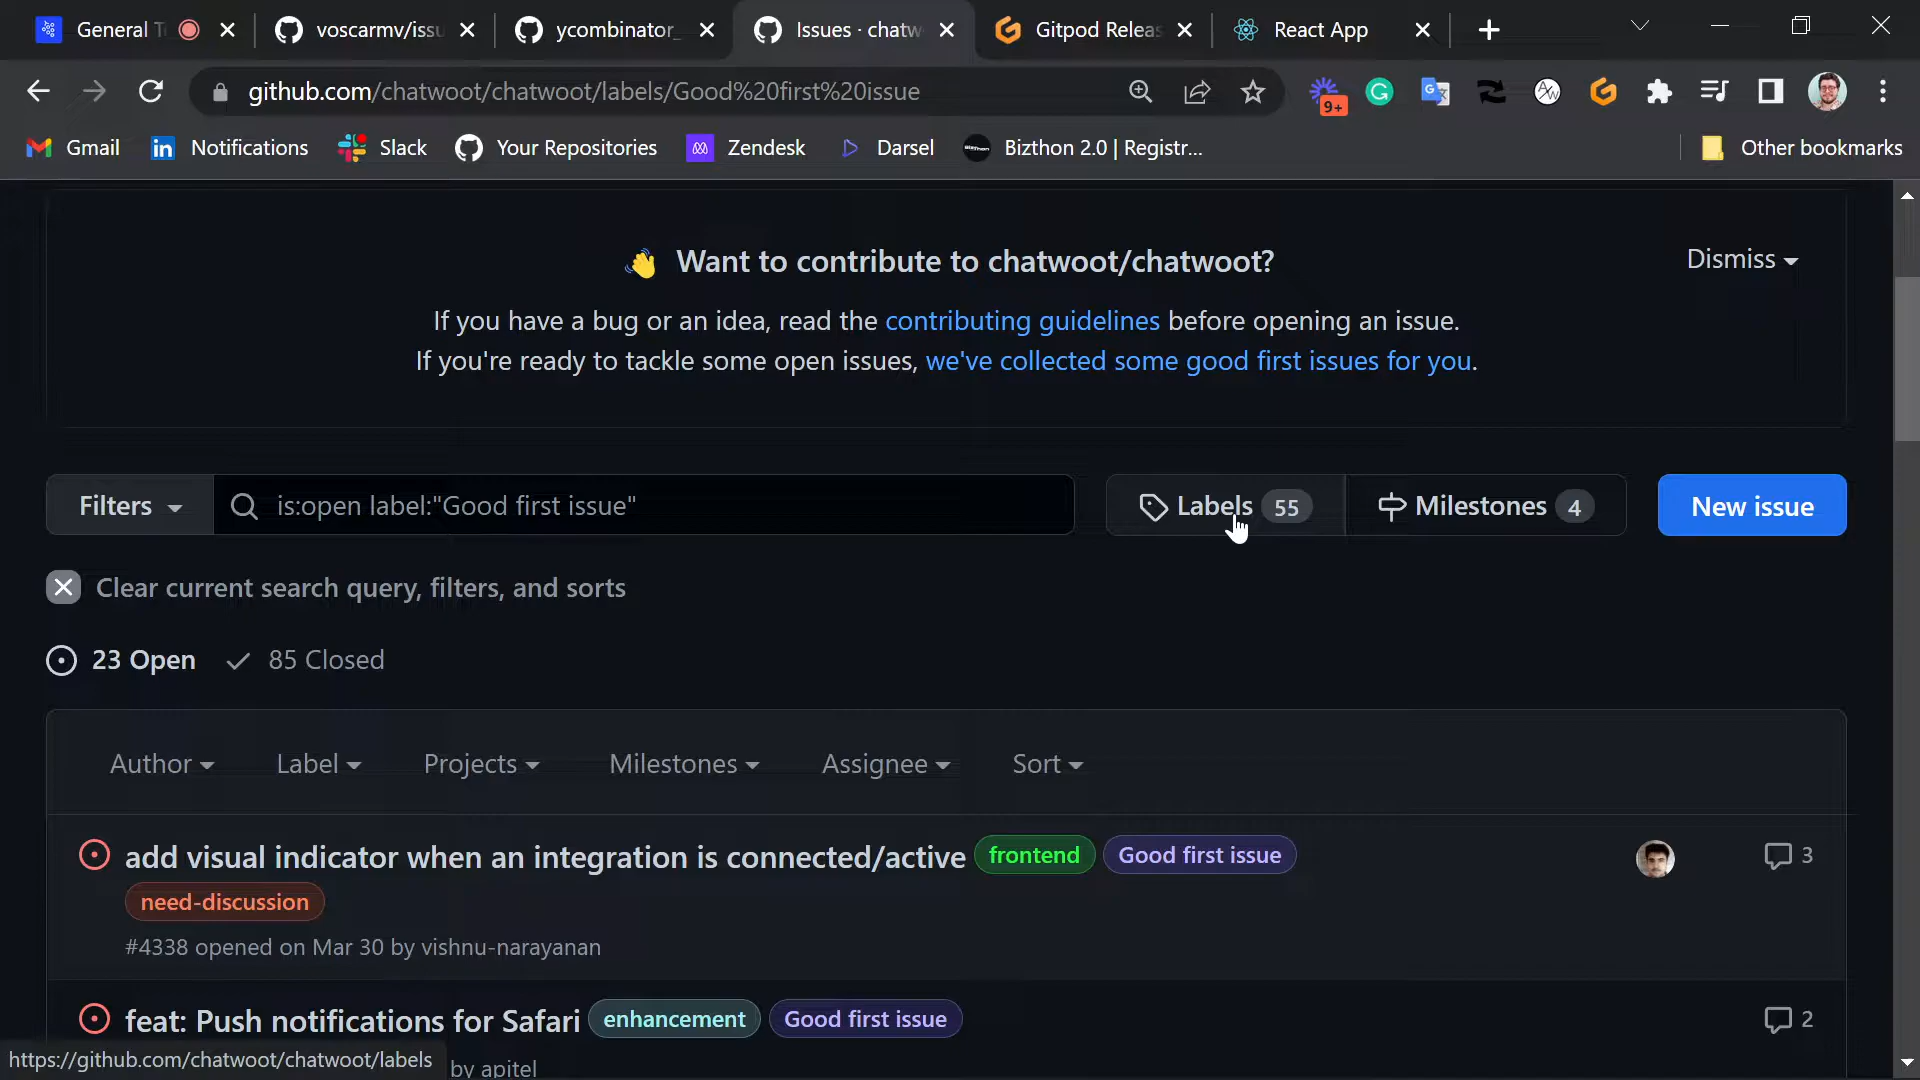 General T
voscarmv/issu
ycombinator_
Issues · chatw
Gitpod Releas
React App
github.com/chatwoot/chatwoot/labels/Good%20first%20issue
9+
Gmail
Notifications
Slack
Your Repositories
Zendesk
Darsel
Bizthon 2.0 | Registr...
Other bookmarks
👋 Want to contribute to chatwoot/chatwoot?
Dismiss
If you have a bug or an idea, read the contributing guidelines before opening an issue.
If you're ready to tackle some open issues, we've collected some good first issues for you.
Filters
is:open label:"Good first issue"
Labels 55
Milestones 4
New issue
Clear current search query, filters, and sorts
23 Open
85 Closed
Author
Label
Projects
Milestones
Assignee
Sort
add visual indicator when an integration is connected/active frontend Good first issue
3
need-discussion
#4338 opened on Mar 30 by vishnu-narayanan
feat: Push notifications for Safari enhancement Good first issue
2
https://github.com/chatwoot/chatwoot/labels
by apitel